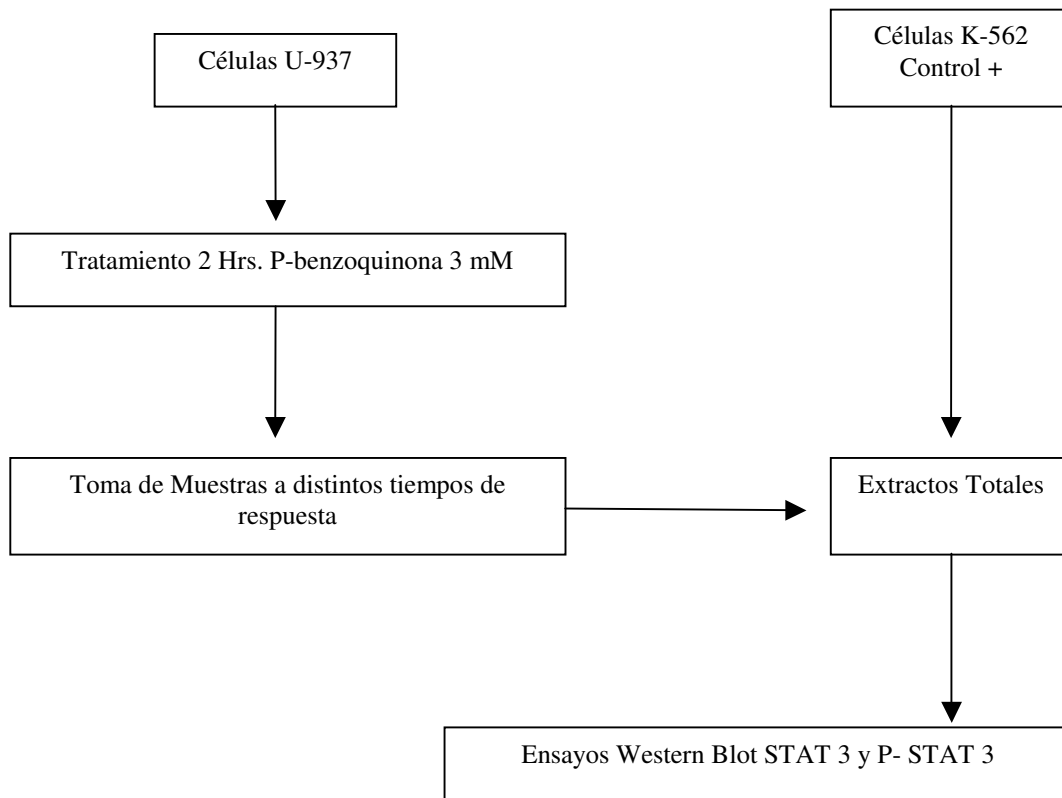 Células U-937
Células K-562
Control +
Tratamiento 2 Hrs. P-benzoquinona 3 mM
Toma de Muestras a distintos tiempos de
respuesta
Extractos Totales
Ensayos Western Blot STAT 3 y P- STAT 3